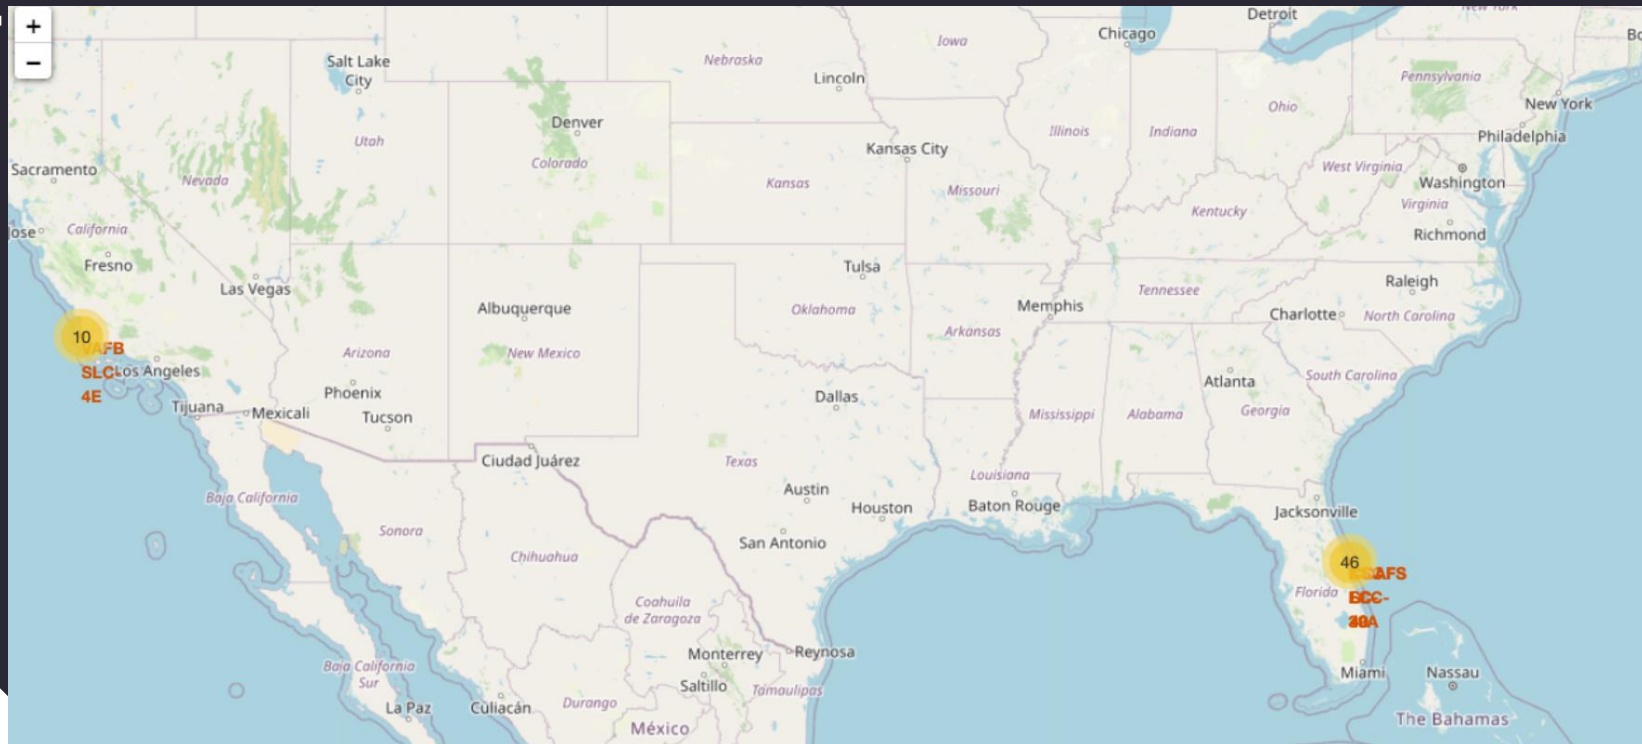 +
−
Detroit
Chicago
Iowa
Salt Lake
City
Nebraska
Lincoln
Pennsylvania
New York
Denver
Ohio
Philadelphia
Utah
Illinois
Indiana
Kansas City
Colorado
Sacramento
West Virginia
Nevada
Kansas
Missouri
Washington
Virginia
Kentucky
California
Richmond
Fresno
Tulsa
Raleigh
Las Vegas
Tennessee
Albuquerque
Oklahoma
Memphis
Charlotte
North Carolina
Arkansas
10
VAFB
Arizona
New Mexico
SLC-
Los Angeles
4E
South Carolina
Atlanta
Phoenix
Dallas
Tijuana
Mexicali
Tucson
Mississippi
Alabama
Georgia
Ciudad Juárez
Texas
Louisiana
Austin
Baja California
Houston
Baton Rouge
Jacksonville
Sonora
San Antonio
Chihuahua
46
Florida
Coahuila
de Zaragoza
Monterrey
Reynosa
Baja California
Sur
Miami
Nassau
Saltillo
Tamaulipas
La Paz
Culiacán
Durango
México
The Bahamas